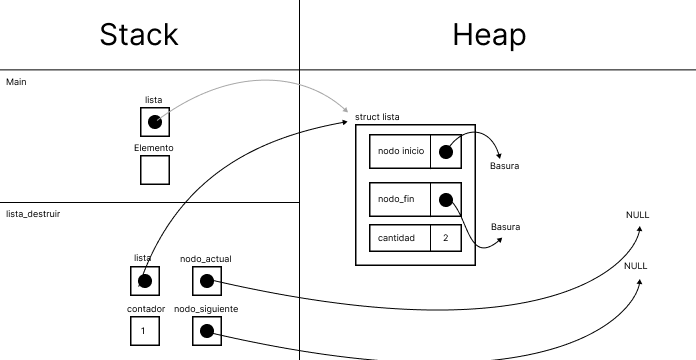 Stack
Heap
Main
lista
Elemento
struct lista
nodo inicio
Basura
nodo_fin
Basura
cantidad
2
lista_destruir
lista
nodo_actual
contador
1
nodo_siguiente
NULL
NULL